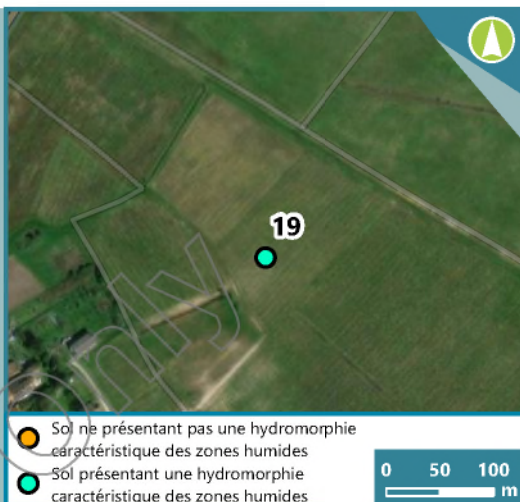 19
Sol ne présentant pas une hydromorphie
caractéristique des zones humides
Sol présentant une hydromorphie
caractéristique des zones humides
0 50 100
m